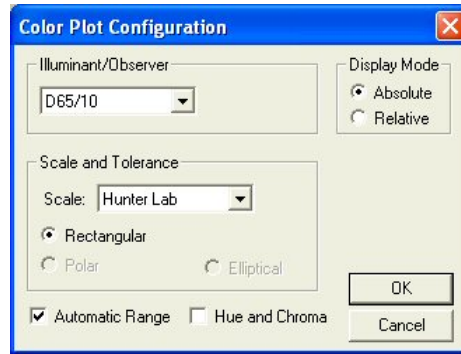 Color Plot Configuration
Illuminant/Observer
D65/10
Display Mode
Absolute
Relative
Scale and Tolerance
Scale: Hunter Lab
Rectangular
Polar Elliptical
Automatic Range Hue and Chroma
OK
Cancel